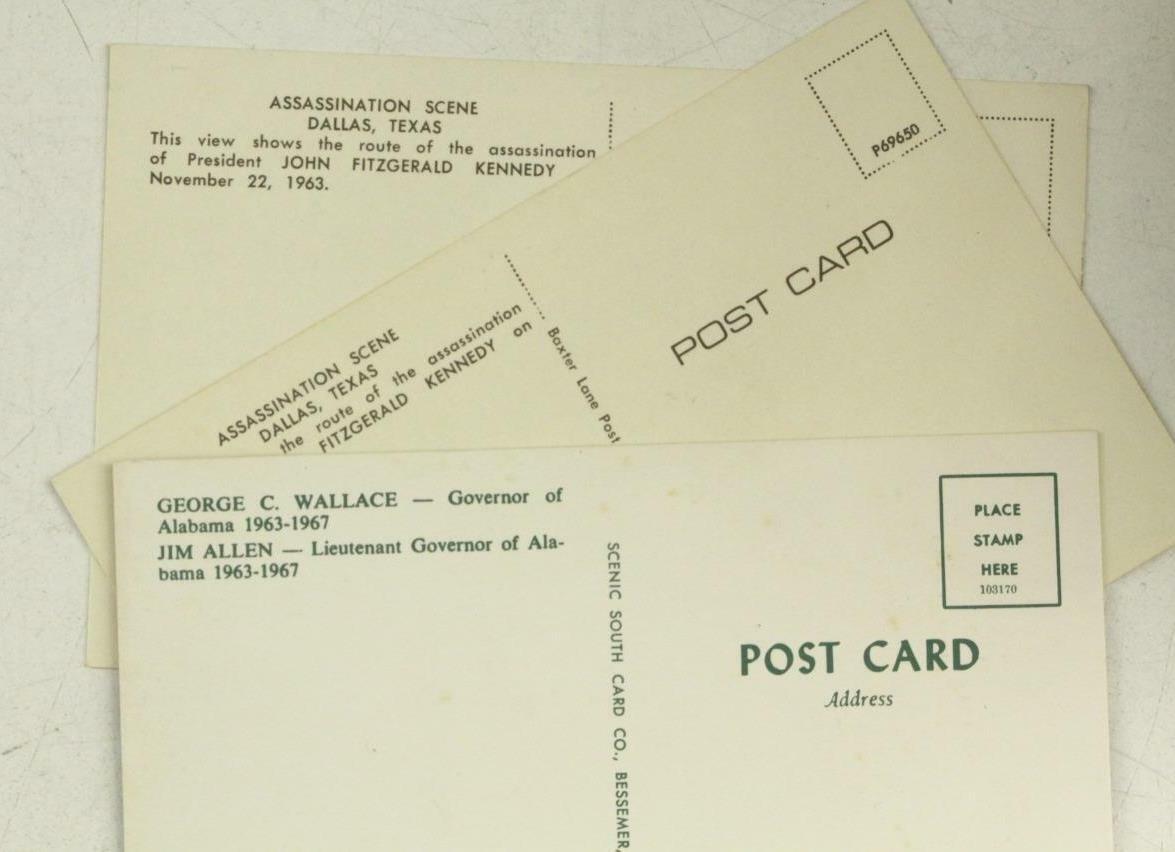 ASSASSINATION SCENE
DALLAS, TEXAS
This view shows the route of the assassination
of President JOHN FITZGERALD KENNEDY
November 22, 1963.
P69650
POST CARD
ASSASSINATION SCENE
DALLAS, TEXAS
the route of the assassination
FITZGERALD KENNEDY on
Baxter Lane Post
GEORGE C. WALLACE — Governor of
Alabama 1963-1967
JIM ALLEN — Lieutenant Governor of Ala-
bama 1963-1967
SCENIC SOUTH CARD CO., BESSEMER,
PLACE
STAMP
HERE
103170
POST CARD
Address